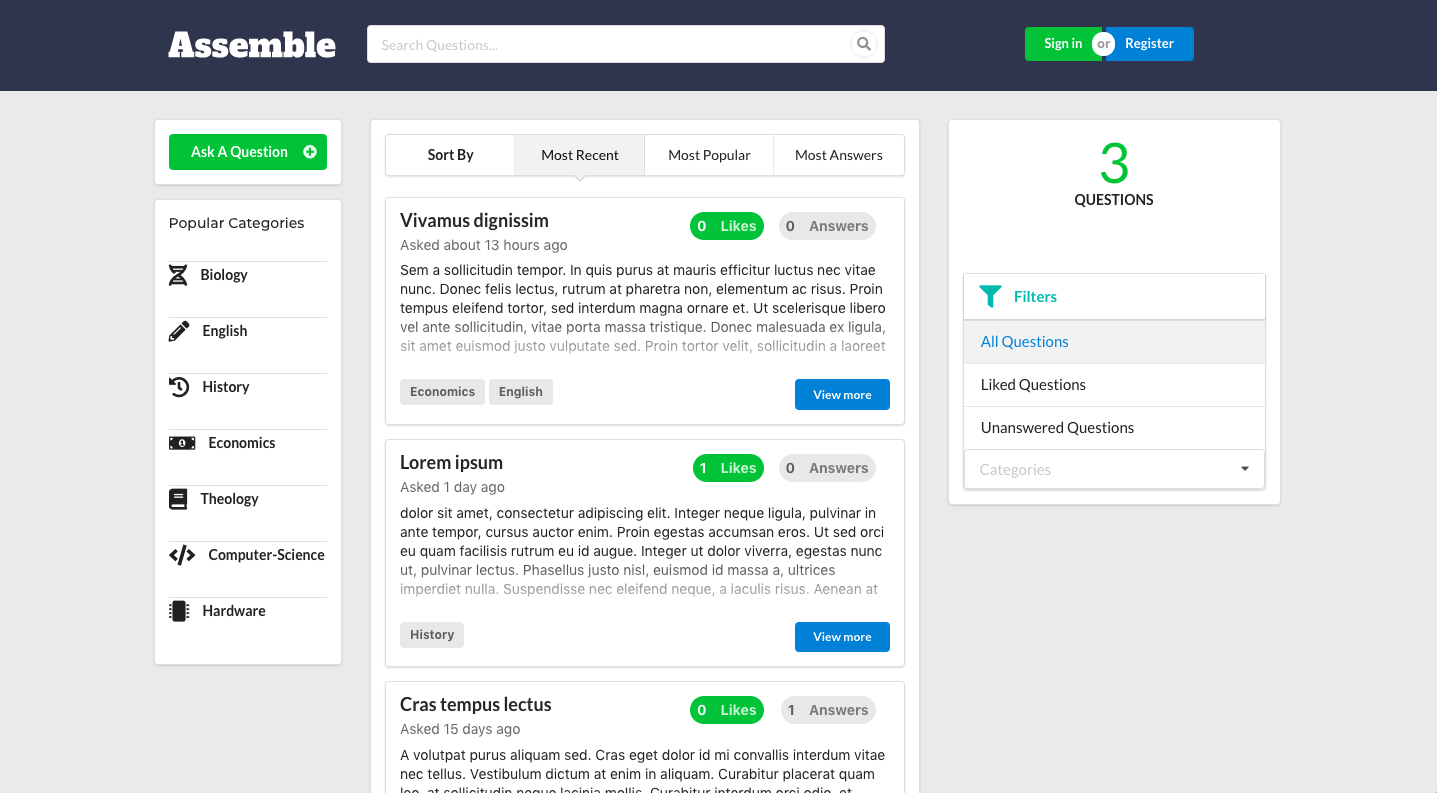 Assemble
Search Questions...
Sign in or Register
Ask A Question
Popular Categories
Biology
English
History
Economics
Theology
Computer-Science
Hardware
Sort By Most Recent Most Popular Most Answers
Vivamus dignissim
0 Likes 0 Answers
Asked about 13 hours ago
Sem a sollicitudin tempor. In quis purus at mauris efficitur luctus nec vitae
nunc. Donec felis lectus, rutrum at pharetra non, elementum ac risus. Proin
tempus eleifend tortor, sed interdum magna ornare et. Ut scelerisque libero
vel ante sollicitudin, vitae porta massa tristique. Donec malesuada ex ligula,
sit amet euismod justo vulputate sed. Proin tortor velit, sollicitudin a laoreet
Economics English View more
Lorem ipsum
1 Likes 0 Answers
Asked 1 day ago
dolor sit amet, consectetur adipiscing elit. Integer neque ligula, pulvinar in
ante tempor, cursus auctor enim. Proin egestas accumsan eros. Ut sed orci
eu quam facilisis rutrum eu id augue. Integer ut dolor viverra, egestas nunc
ut, pulvinar lectus. Phasellus justo nisl, euismod id massa a, ultrices
imperdiet nulla. Suspendisse nec eleifend neque, a iaculis risus. Aenean at
History View more
Cras tempus lectus
0 Likes 1 Answers
Asked 15 days ago
A volutpat purus aliquam sed. Cras eget dolor id mi convallis interdum vitae
nec tellus. Vestibulum dictum at enim in aliquam. Curabitur placerat quam
leo, at sollicitudin neque lacinia mollis. Curabitur interdum orci odio, et
3
QUESTIONS
Filters
All Questions
Liked Questions
Unanswered Questions
Categories